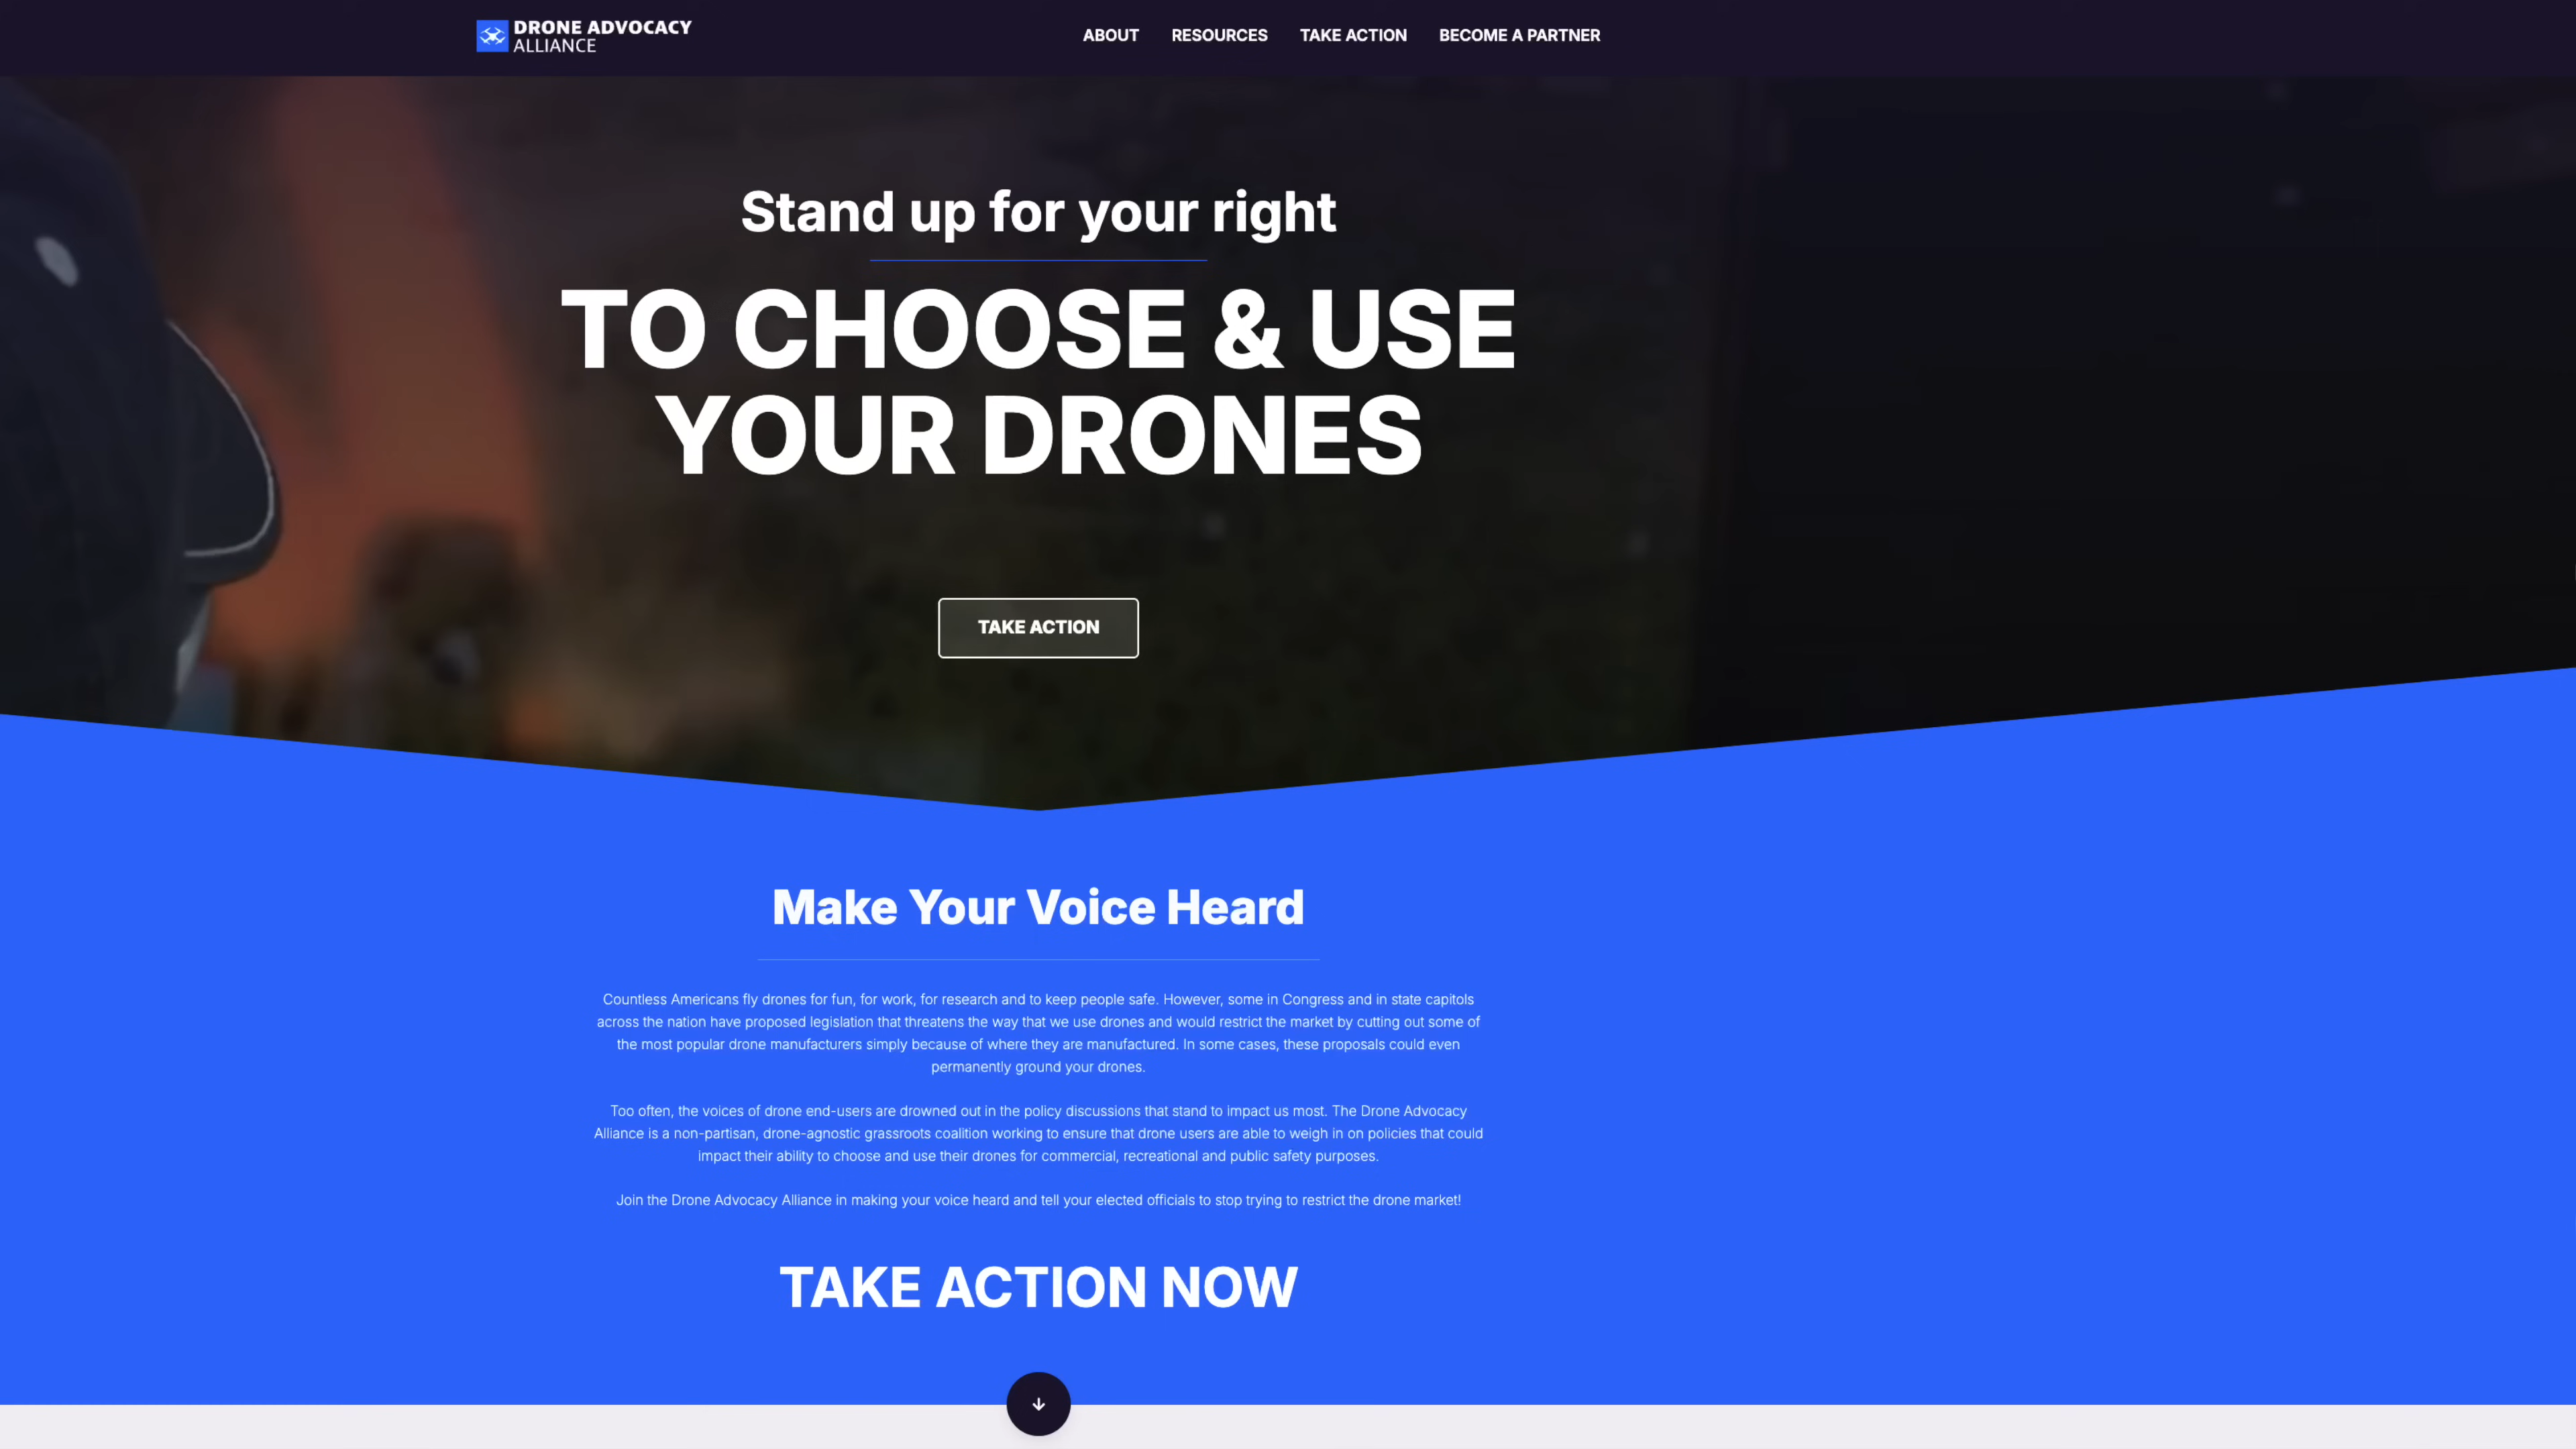 DRONE ADVOCACY
ALLIANCE
ABOUT RESOURCES TAKE ACTION BECOME A PARTNER
Stand up for your right
TO CHOOSE & USE
YOUR DRONES
TAKE ACTION
Make Your Voice Heard
Countless Americans fly drones for fun, for work, for research and to keep people safe. However, some in Congress and in state capitols
across the nation have proposed legislation that threatens the way that we use drones and would restrict the market by cutting out some of
the most popular drone manufacturers simply because of where they are manufactured. In some cases, these proposals could even
permanently ground your drones.
Too often, the voices of drone end-users are drowned out in the policy discussions that stand to impact us most. The Drone Advocacy
Alliance is a non-partisan, drone-agnostic grassroots coalition working to ensure that drone users are able to weigh in on policies that could
impact their ability to choose and use their drones for commercial, recreational and public safety purposes.
Join the Drone Advocacy Alliance in making your voice heard and tell your elected officials to stop trying to restrict the drone market!
TAKE ACTION NOW